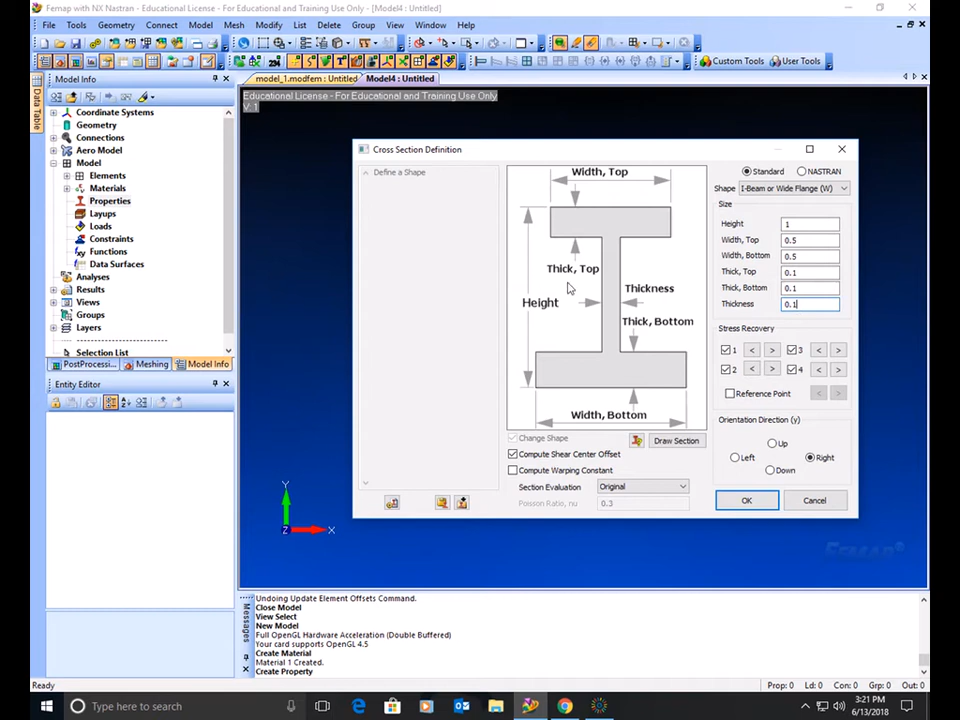 Femap with NX Nastran - Educational License - For Educational and Training Use Only - [Model4 : Untitled]
File Tools Geometry Connect Model Mesh Modify List Delete Group View Window Help
Custom Tools User Tools
Model Info
model_1.modfem : Untitled Model4 : Untitled
Data Table
Educational License - For Educational and Training Use Only
V: 1
Coordinate Systems
Geometry
Connections
Aero Model
Model
Elements
Materials
Properties
Layups
Loads
Constraints
Functions
Data Surfaces
Analyses
Results
Views
Groups
Layers
Selection List
PostProcessi... Meshing Model Info
Entity Editor
Cross Section Definition
Define a Shape
Width, Top
Thick, Top
Thickness
Height
Thick, Bottom
Width, Bottom
Change Shape
Draw Section
Compute Shear Center Offset
Compute Warping Constant
Section Evaluation Original
Poisson Ratio, nu 0.3
Standard NASTRAN
Shape I-Beam or Wide Flange (W)
Size
Height 1
Width, Top 0.5
Width, Bottom 0.5
Thick, Top 0.1
Thick, Bottom 0.1
Thickness 0.1
Stress Recovery
1 < > 3 < >
2 < > 4 < >
Reference Point < >
Orientation Direction (y)
Up
Left Right
Down
OK Cancel
Y
Z X
FEMAP
Messages
Undoing Update Element Offsets Command.
Close Model
View Select
New Model
Full OpenGL Hardware Acceleration (Double Buffered)
Your card supports OpenGL 4.5
Create Material
Material 1 Created.
Create Property
Ready Prop: 0 Ld: 0 Con: 0 Grp: 0 Out: 0
Type here to search
3:21 PM
6/13/2018